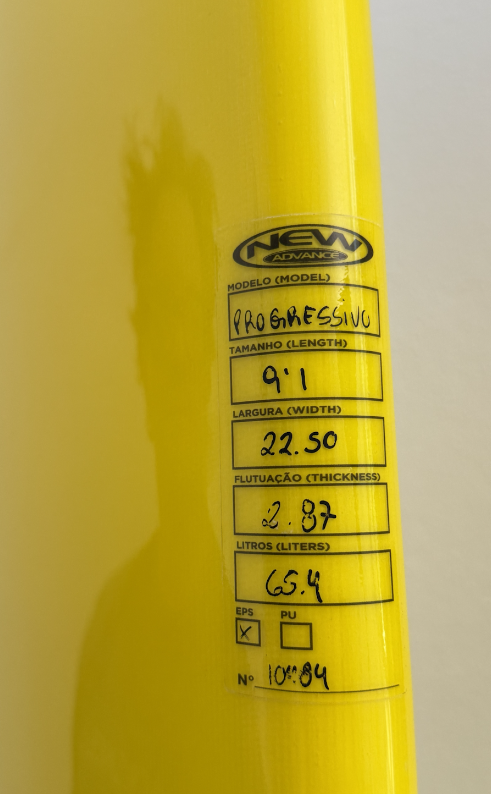 NEW
ADVANCE
MODELO (MODEL)
PROGRESSIVO
TAMANHO (LENGTH)
9'1
LARGURA (WIDTH)
22.50
FLUTUAÇÃO (THICKNESS)
2.87
LITROS (LITERS)
65.4
EPS PU
X
Nº